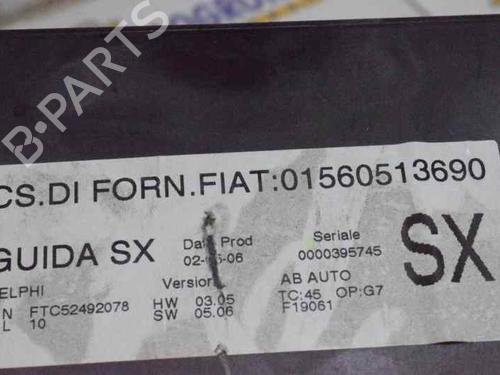 B-PARTS
CS.DI FORN.FIAT:01560513690
GUIDA SX
Data Prod
02- -06
Seriale
0000395745
SX
ELPHI
Version
AB AUTO
N FTC52492078
HW 03.05
TC:45 OP:G7
L 10
SW 05.06
F19061